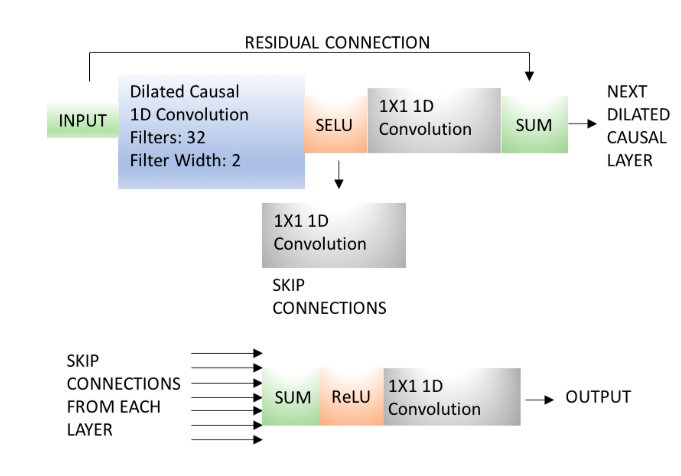 RESIDUAL CONNECTION
INPUT
Dilated Causal
1D Convolution
Filters: 32
Filter Width: 2
SELU
1X1 1D
Convolution
SUM
NEXT
DILATED
CAUSAL
LAYER
1X1 1D
Convolution
SKIP
CONNECTIONS
SKIP
CONNECTIONS
FROM EACH
LAYER
SUM
ReLU
1X1 1D
Convolution
OUTPUT